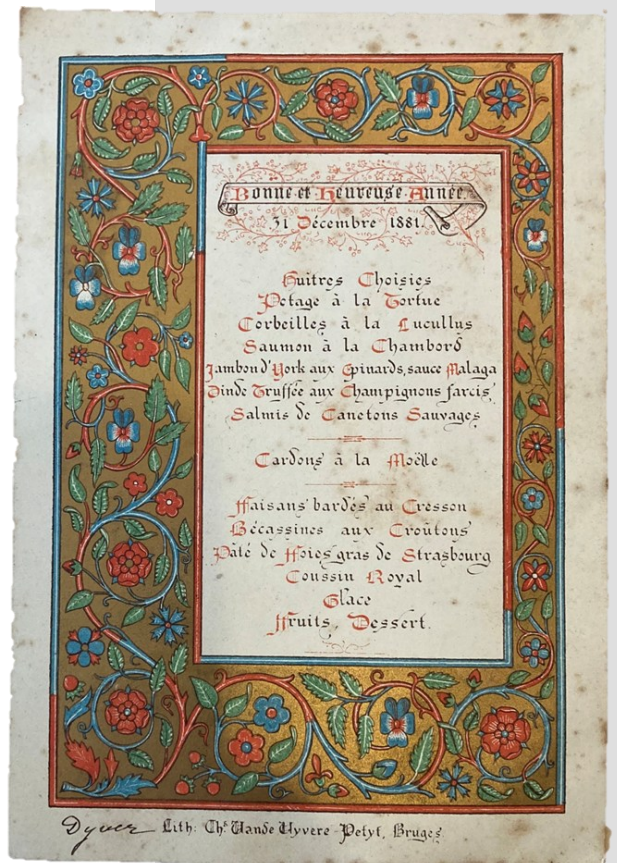 Bonne et Heureuse Année.
31 Décembre 1881.
Huitres Choisies
Potage à la Tortue
Corbeilles à la Lucullus
Saumon à la Chambord
Jambon d'York aux Epinards, sauce Malaga
Dinde Truffée aux Champignons farcis
Salmis de Canetons Sauvages
Cardons à la Moëlle
Faisans bardés au Cresson
Bécassines aux Croûtons
Pâté de Foies gras de Strasbourg
Coussin Royal
Glace
Fruits, Dessert.
Dyver Lith: Ch^s Vande Vyvere-Petyt, Bruges.